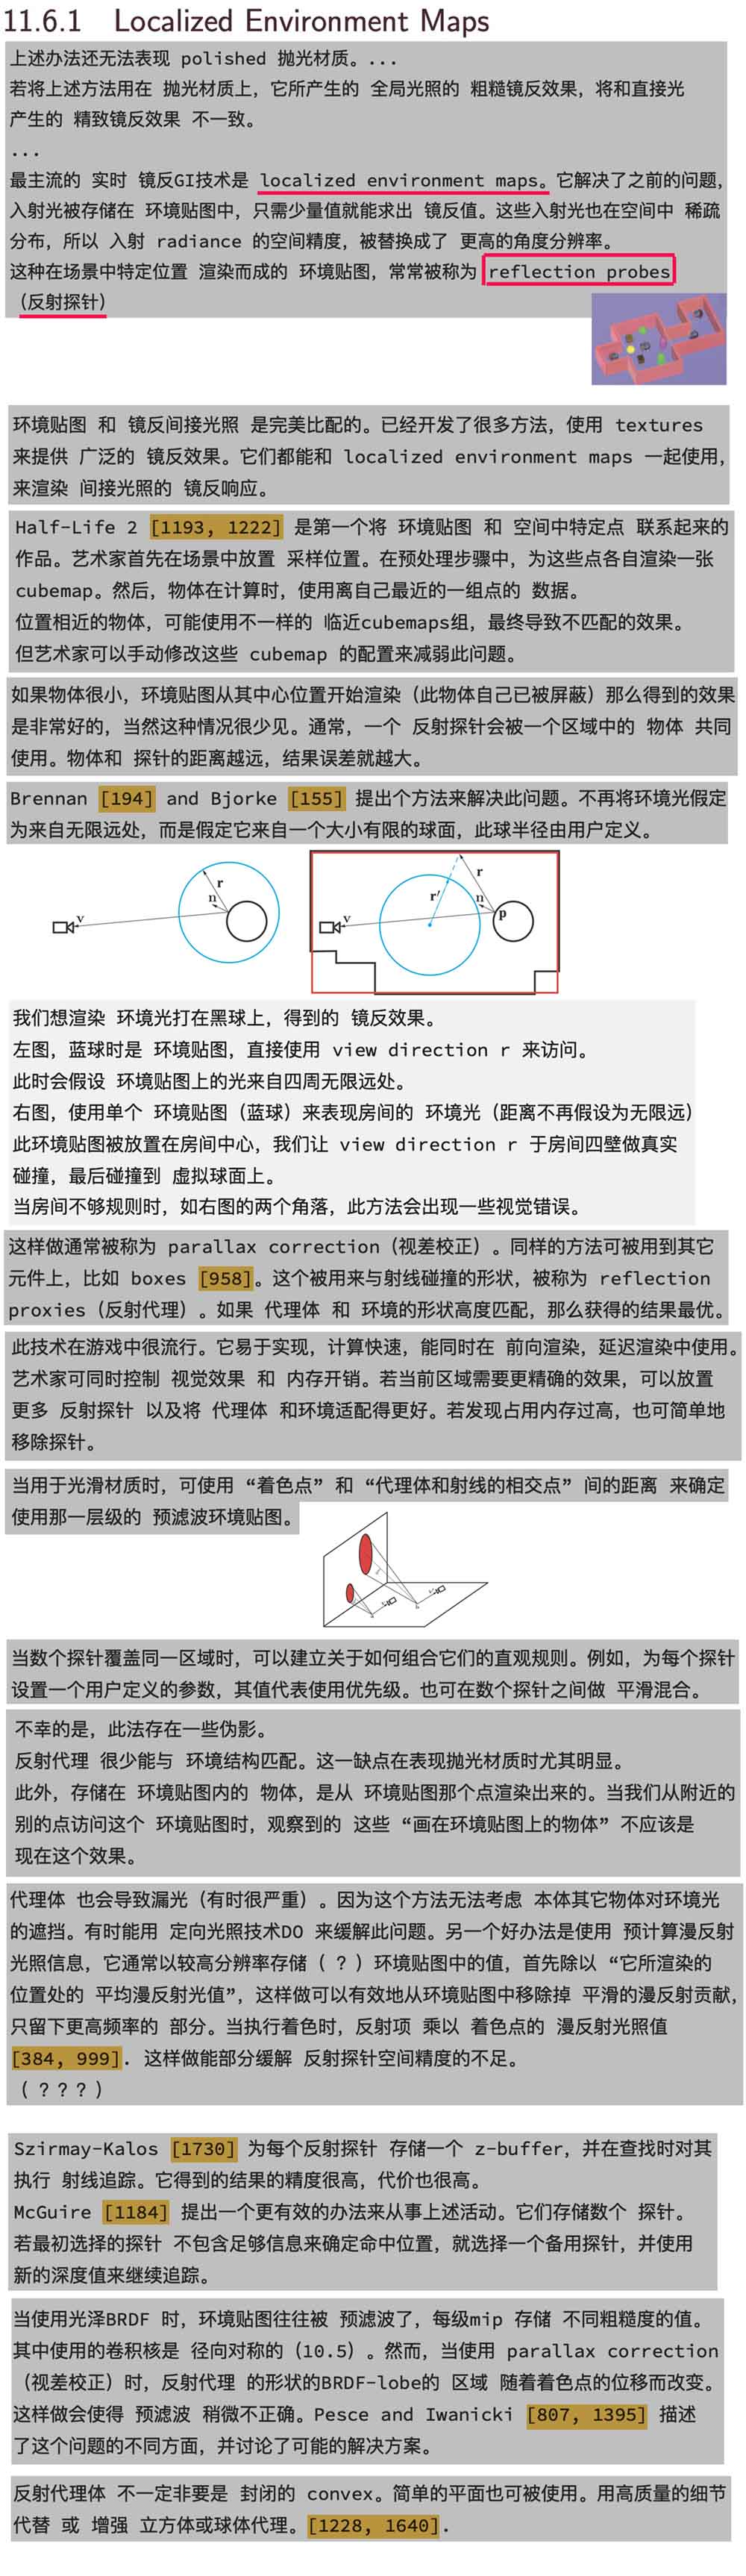 11.6.1 Localized Environment Maps
上述办法还无法表现 polished 抛光材质。...
若将上述方法用在 抛光材质上，它所产生的 全局光照的 粗糙镜反效果，将和直接光
产生的 精致镜反效果 不一致。
...
最主流的 实时 镜反GI技术是 localized environment maps。它解决了之前的问题，
入射光被存储在 环境贴图中，只需少量值就能求出 镜反值。这些入射光也在空间中 稀疏
分布，所以 入射 radiance 的空间精度，被替换成了 更高的角度分辨率。
这种在场景中特定位置 渲染而成的 环境贴图，常常被称为 reflection probes
（反射探针）
环境贴图 和 镜反间接光照 是完美比配的。已经开发了很多方法，使用 textures
来提供 广泛的 镜反效果。它们都能和 localized environment maps 一起使用，
来渲染 间接光照的 镜反响应。
Half-Life 2 [1193, 1222] 是第一个将 环境贴图 和 空间中特定点 联系起来的
作品。艺术家首先在场景中放置 采样位置。在预处理步骤中，为这些点各自渲染一张
cubemap。然后，物体在计算时，使用离自己最近的一组点的 数据。
位置相近的物体，可能使用不一样的 临近cubemaps组，最终导致不匹配的效果。
但艺术家可以手动修改这些 cubemap 的配置来减弱此问题。
如果物体很小，环境贴图从其中心位置开始渲染（此物体自己已被屏蔽）那么得到的效果
是非常好的，当然这种情况很少见。通常，一个 反射探针会被一个区域中的 物体 共同
使用。物体和 探针的距离越远，结果误差就越大。
Brennan [194] and Bjorke [155] 提出个方法来解决此问题。不再将环境光假定
为来自无限远处，而是假定它来自一个大小有限的球面，此球半径由用户定义。
r
n
v
r
r'
n
p
v
我们想渲染 环境光打在黑球上，得到的 镜反效果。
左图，蓝球时是 环境贴图，直接使用 view direction r 来访问。
此时会假设 环境贴图上的光来自四周无限远处。
右图，使用单个 环境贴图（蓝球）来表现房间的 环境光（距离不再假设为无限远）
此环境贴图被放置在房间中心，我们让 view direction r 于房间四壁做真实
碰撞，最后碰撞到 虚拟球面上。
当房间不够规则时，如右图的两个角落，此方法会出现一些视觉错误。
这样做通常被称为 parallax correction（视差校正）。同样的方法可被用到其它
元件上，比如 boxes [958]。这个被用来与射线碰撞的形状，被称为 reflection
proxies（反射代理）。如果 代理体 和 环境的形状高度匹配，那么获得的结果最优。
此技术在游戏中很流行。它易于实现，计算快速，能同时在 前向渲染，延迟渲染中使用。
艺术家可同时控制 视觉效果 和 内存开销。若当前区域需要更精确的效果，可以放置
更多 反射探针 以及将 代理体 和环境适配得更好。若发现占用内存过高，也可简单地
移除探针。
当用于光滑材质时，可使用 “着色点” 和 “代理体和射线的相交点” 间的距离 来确定
使用那一层级的 预滤波环境贴图。
当数个探针覆盖同一区域时，可以建立关于如何组合它们的直观规则。例如，为每个探针
设置一个用户定义的参数，其值代表使用优先级。也可在数个探针之间做 平滑混合。
不幸的是，此法存在一些伪影。
反射代理 很少能与 环境结构匹配。这一缺点在表现抛光材质时尤其明显。
此外，存储在 环境贴图内的 物体，是从 环境贴图那个点渲染出来的。当我们从附近的
别的点访问这个 环境贴图时，观察到的 这些 “画在环境贴图上的物体” 不应该是
现在这个效果。
代理体 也会导致漏光（有时很严重）。因为这个方法无法考虑 本体其它物体对环境光
的遮挡。有时能用 定向光照技术DO 来缓解此问题。另一个好办法是使用 预计算漫反射
光照信息，它通常以较高分辨率存储（ ? ）环境贴图中的值，首先除以 “它所渲染的
位置处的 平均漫反射光值”，这样做可以有效地从环境贴图中移除掉 平滑的漫反射贡献，
只留下更高频率的 部分。当执行着色时，反射项 乘以 着色点的 漫反射光照值
[384, 999]. 这样做能部分缓解 反射探针空间精度的不足。
（ ? ? ? ）
Szirmay-Kalos [1730] 为每个反射探针 存储一个 z-buffer，并在查找时对其
执行 射线追踪。它得到的结果的精度很高，代价也很高。
McGuire [1184] 提出一个更有效的办法来从事上述活动。它们存储数个 探针。
若最初选择的探针 不包含足够信息来确定命中位置，就选择一个备用探针，并使用
新的深度值来继续追踪。
当使用光泽BRDF 时，环境贴图往往被 预滤波了，每级mip 存储 不同粗糙度的值。
其中使用的卷积核是 径向对称的（10.5）。然而，当使用 parallax correction
（视差校正）时，反射代理 的形状的BRDF-lobe的 区域 随着着色点的位移而改变。
这样做会使得 预滤波 稍微不正确。Pesce and Iwanicki [807, 1395] 描述
了这个问题的不同方面，并讨论了可能的解决方案。
反射代理体 不一定非要是 封闭的 convex。简单的平面也可被使用。用高质量的细节
代替 或 增强 立方体或球体代理。[1228, 1640].